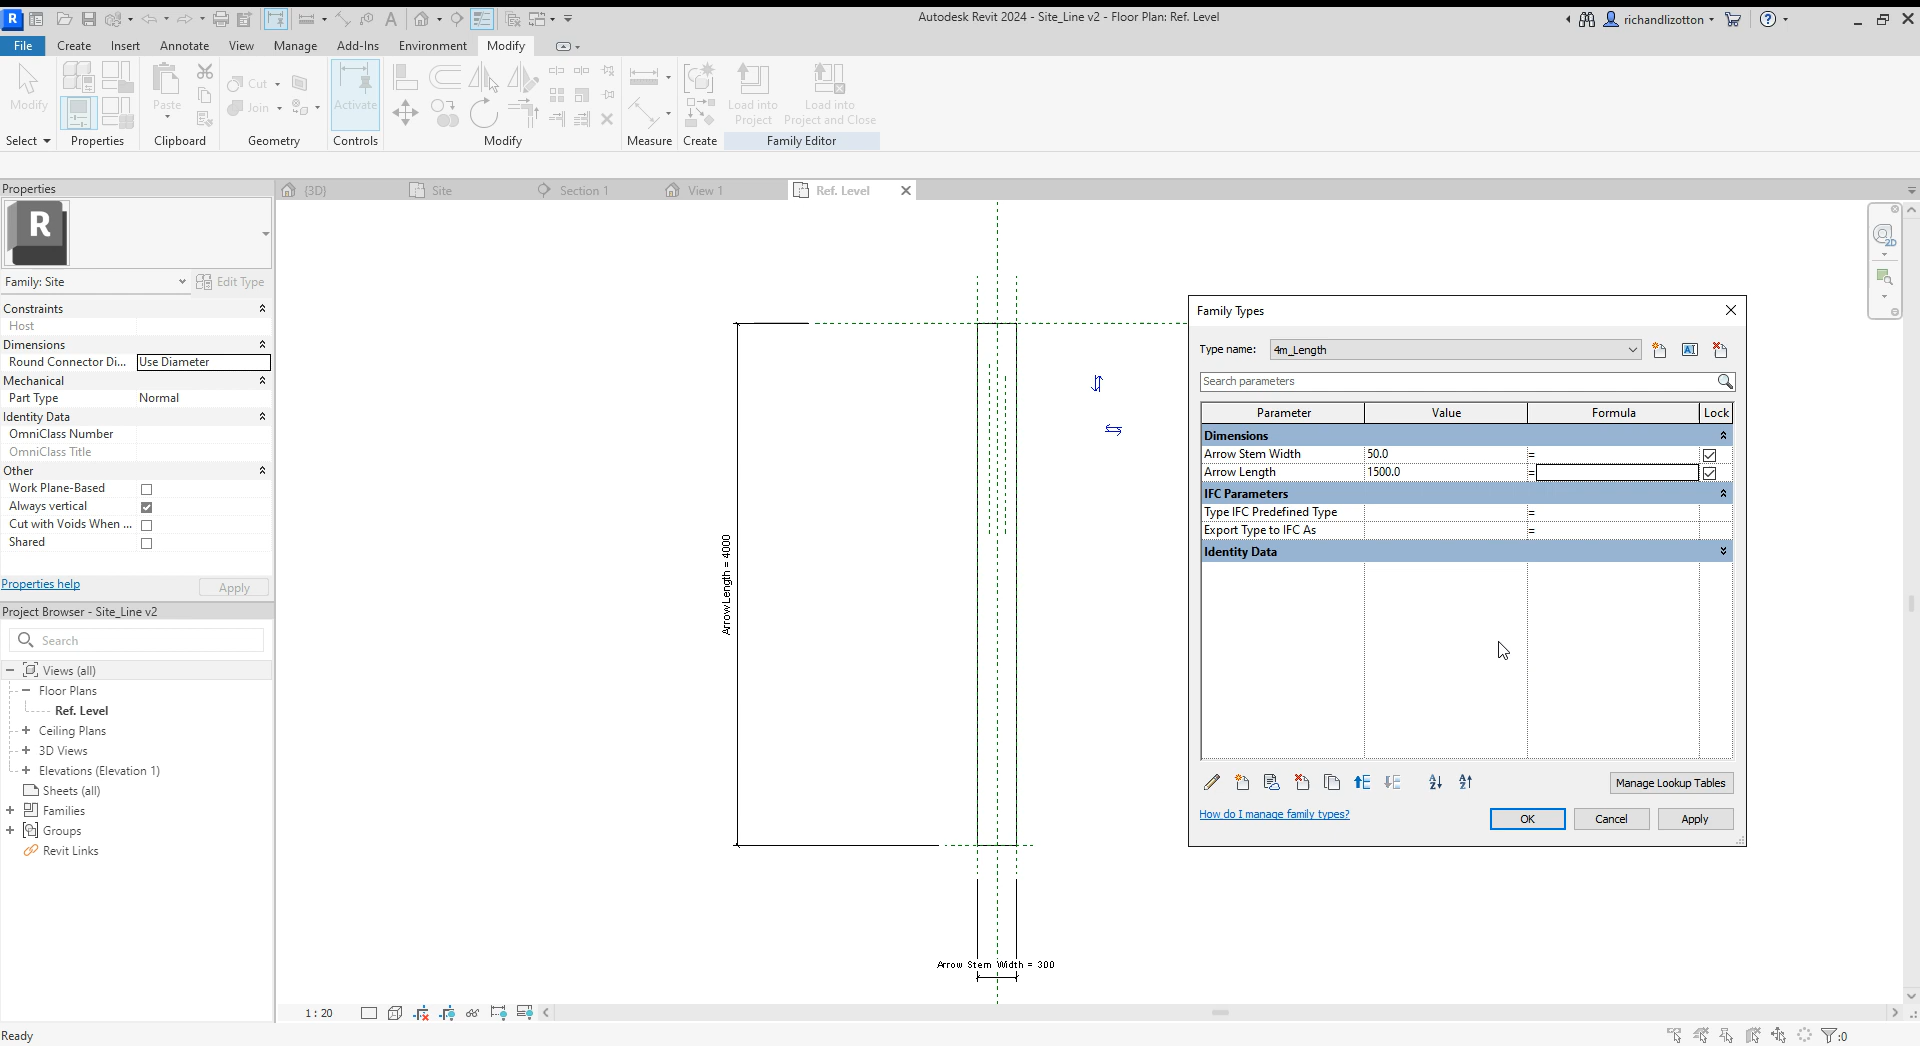 Autodesk Revit 2024 - Site_Line v2 - Floor Plan: Ref. Level
richandlizotton
File Create Insert Annotate View Manage Add-Ins Environment Modify
Modify
Paste
Cut
Join
Activate
Load into Project
Load into Project and Close
Select Properties Clipboard Geometry Controls Modify Measure Create Family Editor
Properties
{3D} Site Section 1 View 1 Ref. Level
R
Family: Site Edit Type
Constraints
Host
Dimensions
Round Connector Di... Use Diameter
Mechanical
Part Type Normal
Identity Data
OmniClass Number
OmniClass Title
Other
Work Plane-Based
Always vertical
Cut with Voids When ...
Shared
Properties help Apply
Project Browser - Site_Line v2
Search
Views (all)
Floor Plans
Ref. Level
Ceiling Plans
3D Views
Elevations (Elevation 1)
Sheets (all)
Families
Groups
Revit Links
Arrow Length = 4000
Arrow Stem Width = 300
Family Types
Type name: 4m_Length
Search parameters
Parameter Value Formula Lock
Dimensions
Arrow Stem Width 50.0 =
Arrow Length 1500.0 =
IFC Parameters
Type IFC Predefined Type =
Export Type to IFC As =
Identity Data
Manage Lookup Tables
How do I manage family types?
OK Cancel Apply
1 : 20
Ready
:0